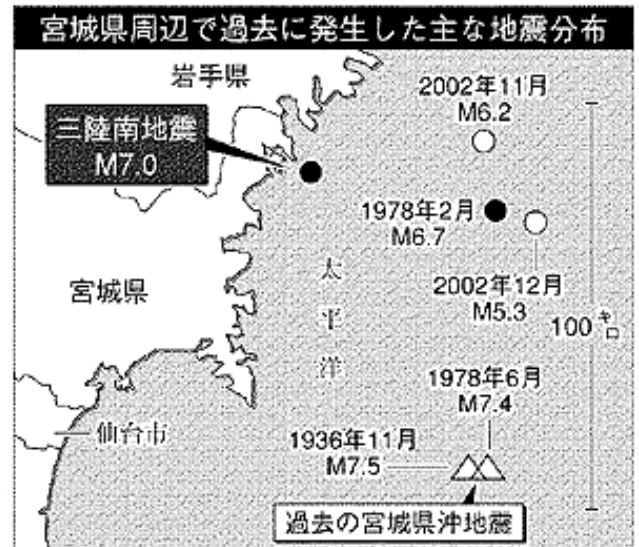 宮城県周辺で過去に発生した主な地震分布
岩手県
2002年11月
M6.2
三陸南地震
M7.0
1978年2月
M6.7
太平洋
宮城県
2002年12月
M5.3
100㌔
1978年6月
M7.4
仙台市
1936年11月
M7.5
過去の宮城県沖地震